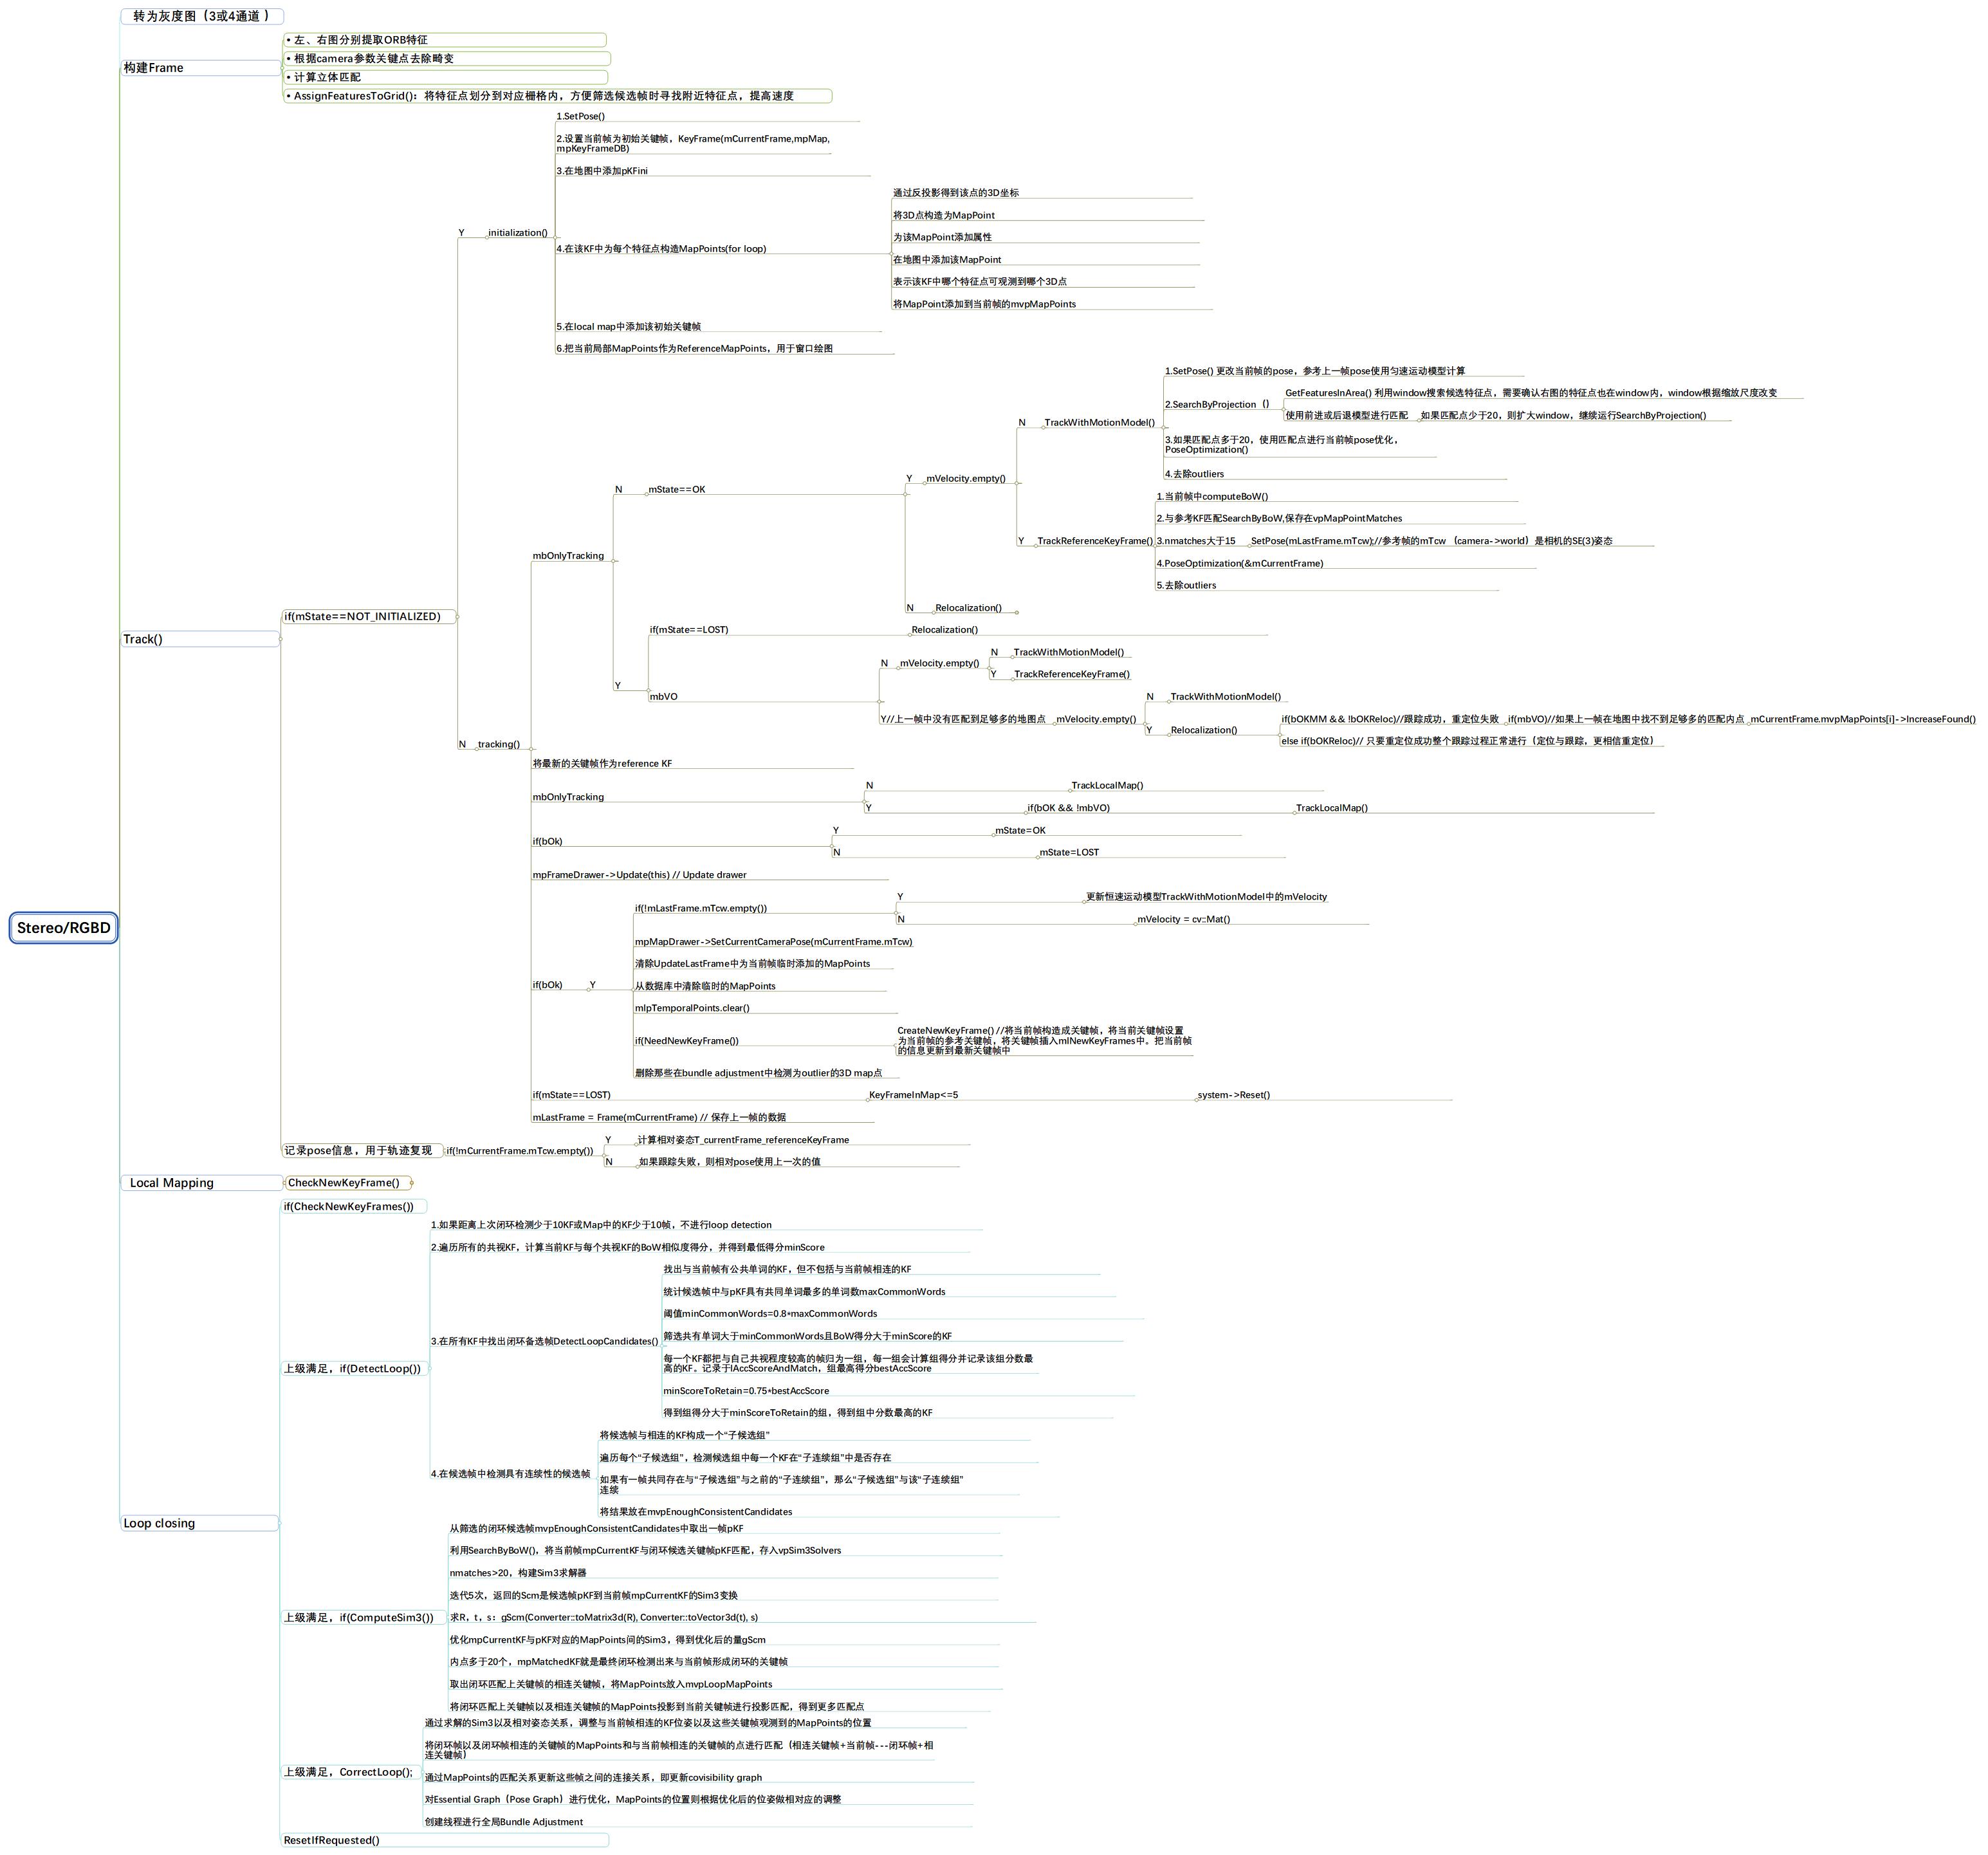 转为灰度图（3或4通道 ）
构建Frame
• 左、右图分别提取ORB特征
• 根据camera参数关键点去除畸变
• 计算立体匹配
• AssignFeaturesToGrid()：将特征点划分到对应栅格内，方便筛选候选帧时寻找附近特征点，提高速度
Stereo/RGBD
Track()
if(mState==NOT_INITIALIZED)
Y
initialization()
1.SetPose()
2.设置当前帧为初始关键帧，KeyFrame(mCurrentFrame,mpMap,
mpKeyFrameDB)
3.在地图中添加pKFini
4.在该KF中为每个特征点构造MapPoints(for loop)
通过反投影得到该点的3D坐标
将3D点构造为MapPoint
为该MapPoint添加属性
在地图中添加该MapPoint
表示该KF中哪个特征点可观测到哪个3D点
将MapPoint添加到当前帧的mvpMapPoints
5.在local map中添加该初始关键帧
6.把当前局部MapPoints作为ReferenceMapPoints，用于窗口绘图
N
tracking()
mbOnlyTracking
N
mState==OK
Y
mVelocity.empty()
N
TrackWithMotionModel()
1.SetPose() 更改当前帧的pose，参考上一帧pose使用匀速运动模型计算
2.SearchByProjection（）
GetFeaturesInArea() 利用window搜索候选特征点，需要确认右图的特征点也在window内，window根据缩放尺度改变
使用前进或后退模型进行匹配
如果匹配点少于20，则扩大window，继续运行SearchByProjection()
3.如果匹配点多于20，使用匹配点进行当前帧pose优化，
PoseOptimization()
4.去除outliers
Y
TrackReferenceKeyFrame()
1.当前帧中computeBoW()
2.与参考KF匹配SearchByBoW,保存在vpMapPointMatches
3.nmatches大于15
SetPose(mLastFrame.mTcw);//参考帧的mTcw （camera->world）是相机的SE(3)姿态
4.PoseOptimization(&mCurrentFrame)
5.去除outliers
N
Relocalization()
Y
if(mState==LOST)
Relocalization()
mbVO
N
mVelocity.empty()
N
TrackWithMotionModel()
Y
TrackReferenceKeyFrame()
Y//上一帧中没有匹配到足够多的地图点
mVelocity.empty()
N
TrackWithMotionModel()
Y
Relocalization()
if(bOKMM && !bOKReloc)//跟踪成功，重定位失败
if(mbVO)//如果上一帧在地图中找不到足够多的匹配内点
mCurrentFrame.mvpMapPoints[i]->IncreaseFound()
else if(bOKReloc)// 只要重定位成功整个跟踪过程正常进行（定位与跟踪，更相信重定位）
将最新的关键帧作为reference KF
mbOnlyTracking
N
TrackLocalMap()
Y
if(bOK && !mbVO)
TrackLocalMap()
if(bOk)
Y
mState=OK
N
mState=LOST
mpFrameDrawer->Update(this) // Update drawer
if(bOk)
Y
if(!mLastFrame.mTcw.empty())
Y
更新恒速运动模型TrackWithMotionModel中的mVelocity
N
mVelocity = cv::Mat()
mpMapDrawer->SetCurrentCameraPose(mCurrentFrame.mTcw)
清除UpdateLastFrame中为当前帧临时添加的MapPoints
从数据库中清除临时的MapPoints
mlpTemporalPoints.clear()
if(NeedNewKeyFrame())
CreateNewKeyFrame() //将当前帧构造成关键帧，将当前关键帧设置
为当前帧的参考关键帧，将关键帧插入mlNewKeyFrames中。把当前帧
的信息更新到最新关键帧中
删除那些在bundle adjustment中检测为outlier的3D map点
if(mState==LOST)
KeyFrameInMap<=5
system->Reset()
mLastFrame = Frame(mCurrentFrame) // 保存上一帧的数据
记录pose信息，用于轨迹复现
if(!mCurrentFrame.mTcw.empty())
Y
计算相对姿态T_currentFrame_referenceKeyFrame
N
如果跟踪失败，则相对pose使用上一次的值
Local Mapping
CheckNewKeyFrame()
Loop closing
if(CheckNewKeyFrames())
上级满足，if(DetectLoop())
1.如果距离上次闭环检测少于10KF或Map中的KF少于10帧，不进行loop detection
2.遍历所有的共视KF，计算当前KF与每个共视KF的BoW相似度得分，并得到最低得分minScore
3.在所有KF中找出闭环备选帧DetectLoopCandidates()
找出与当前帧有公共单词的KF，但不包括与当前帧相连的KF
统计候选帧中与pKF具有共同单词最多的单词数maxCommonWords
阈值minCommonWords=0.8*maxCommonWords
筛选共有单词大于minCommonWords且BoW得分大于minScore的KF
每一个KF都把与自己共视程度较高的帧归为一组，每一组会计算组得分并记录该组分数最
高的KF。记录于lAccScoreAndMatch，组最高得分bestAccScore
minScoreToRetain=0.75*bestAccScore
得到组得分大于minScoreToRetain的组，得到组中分数最高的KF
4.在候选帧中检测具有连续性的候选帧
将候选帧与相连的KF构成一个“子候选组”
遍历每个“子候选组”，检测候选组中每一个KF在“子连续组”中是否存在
如果有一帧共同存在与“子候选组”与之前的“子连续组”，那么“子候选组”与该“子连续组”
连续
将结果放在mvpEnoughConsistentCandidates
上级满足，if(ComputeSim3())
从筛选的闭环候选帧mvpEnoughConsistentCandidates中取出一帧pKF
利用SearchByBoW()，将当前帧mpCurrentKF与闭环候选关键帧pKF匹配，存入vpSim3Solvers
nmatches>20，构建Sim3求解器
迭代5次，返回的Scm是候选帧pKF到当前帧mpCurrentKF的Sim3变换
求R，t，s：gScm(Converter::toMatrix3d(R), Converter::toVector3d(t), s)
优化mpCurrentKF与pKF对应的MapPoints间的Sim3，得到优化后的量gScm
内点多于20个，mpMatchedKF就是最终闭环检测出来与当前帧形成闭环的关键帧
取出闭环匹配上关键帧的相连关键帧，将MapPoints放入mvpLoopMapPoints
将闭环匹配上关键帧以及相连关键帧的MapPoints投影到当前关键帧进行投影匹配，得到更多匹配点
上级满足，CorrectLoop();
通过求解的Sim3以及相对姿态关系，调整与当前帧相连的KF位姿以及这些关键帧观测到的MapPoints的位置
将闭环帧以及闭环帧相连的关键帧的MapPoints和与当前帧相连的关键帧的点进行匹配（相连关键帧+当前帧---闭环帧+相
连关键帧）
通过MapPoints的匹配关系更新这些帧之间的连接关系，即更新covisibility graph
对Essential Graph（Pose Graph）进行优化，MapPoints的位置则根据优化后的位姿做相对应的调整
创建线程进行全局Bundle Adjustment
ResetIfRequested()